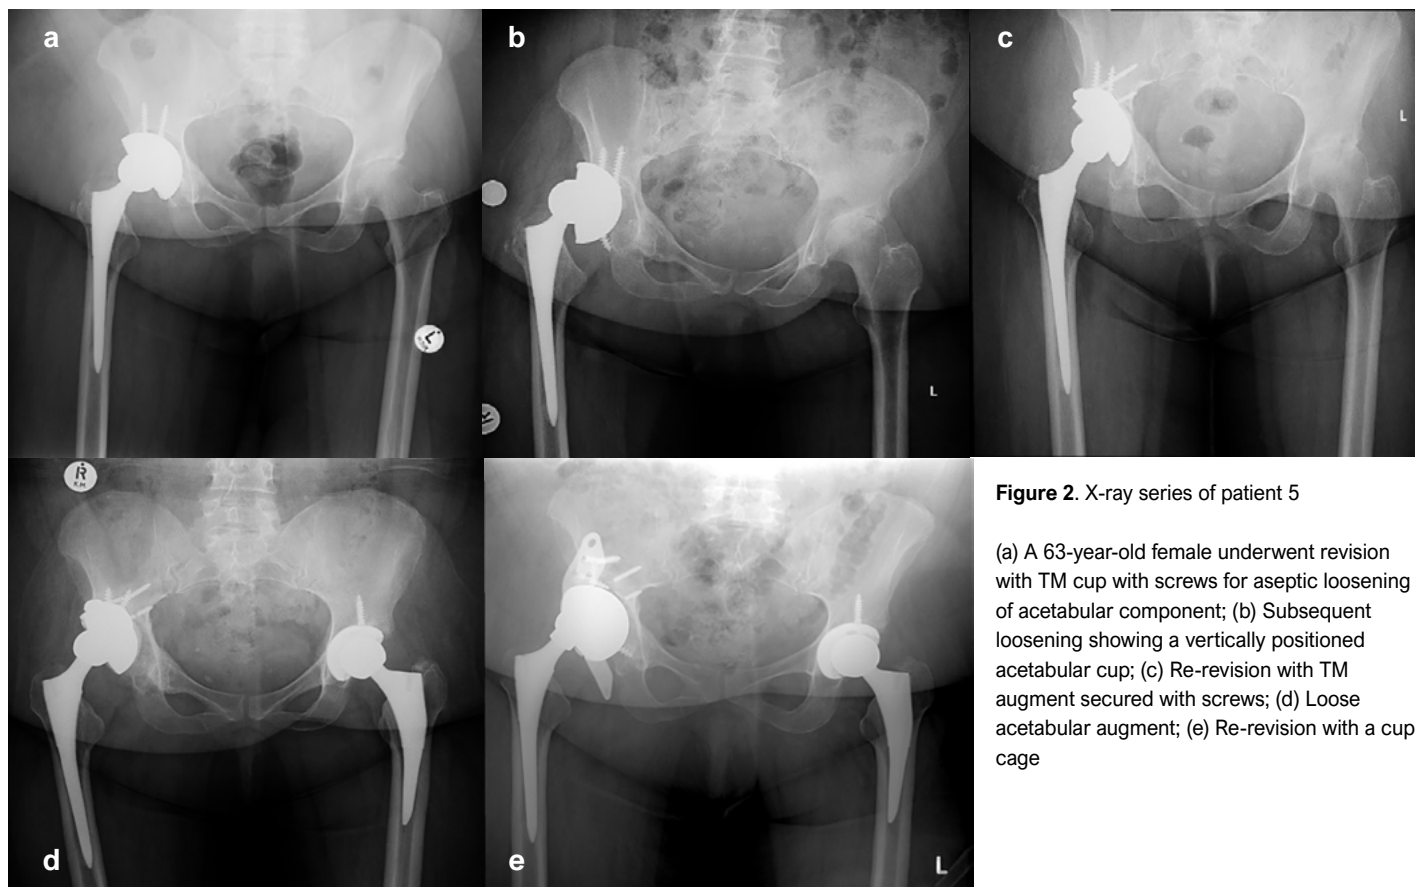 a
b
c
L
L
L
R
K.M.
Figure 2. X-ray series of patient 5
(a) A 63-year-old female underwent revision
with TM cup with screws for aseptic loosening
of acetabular component; (b) Subsequent
loosening showing a vertically positioned
acetabular cup; (c) Re-revision with TM
augment secured with screws; (d) Loose
acetabular augment; (e) Re-revision with a cup
cage
d
e
L